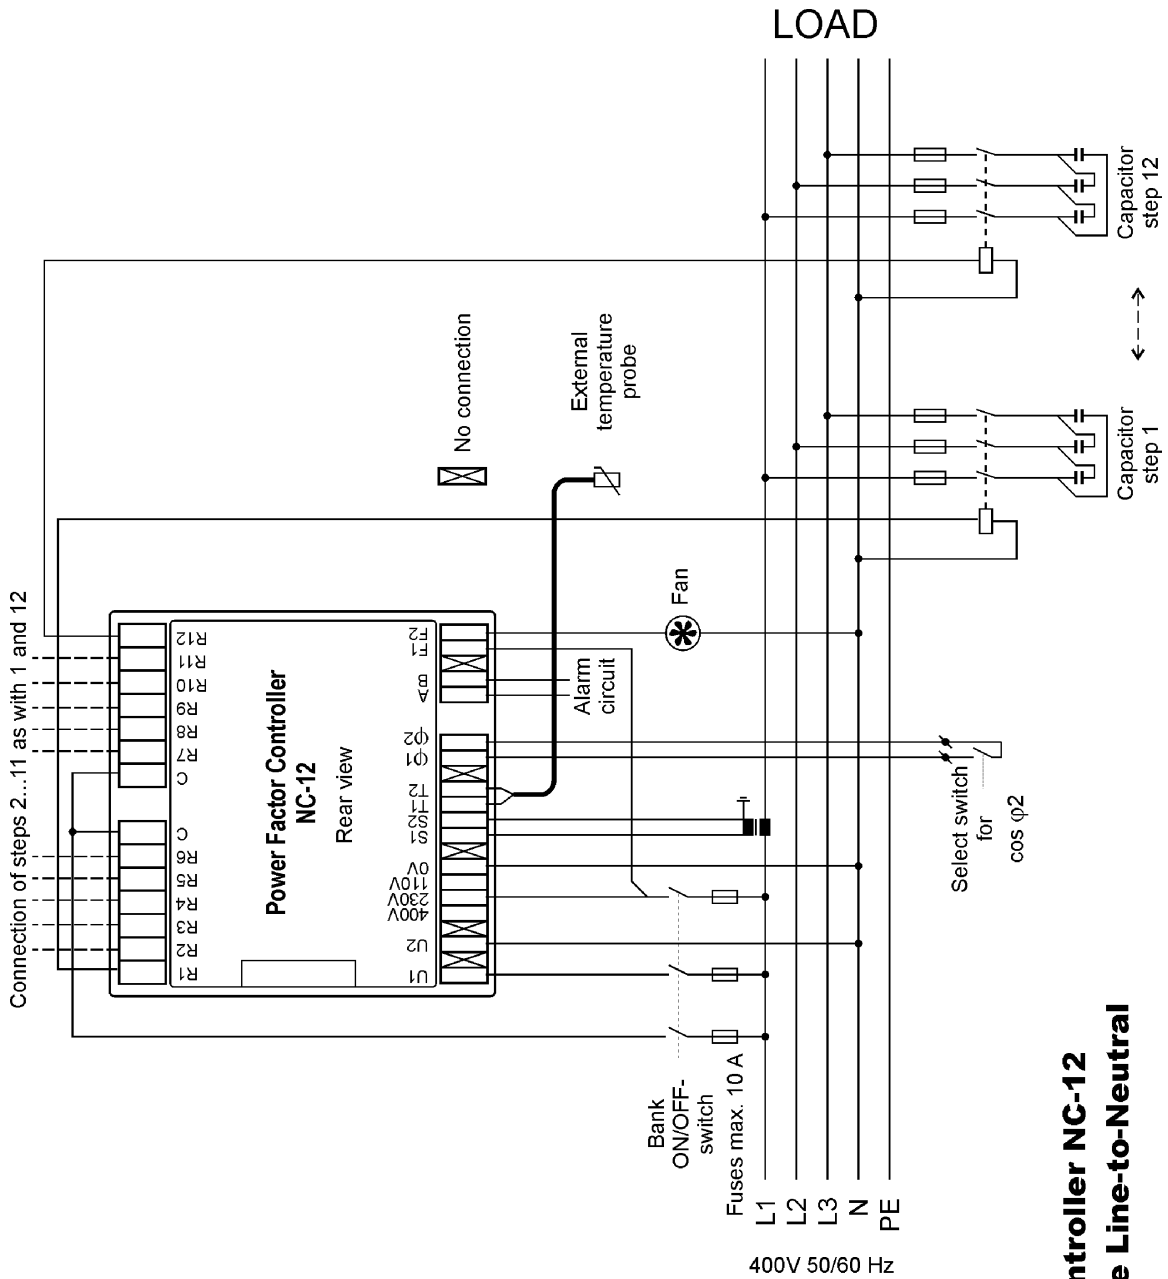 LOAD
Capacitor
step 12
No connection
External
temperature
probe
Capacitor
step 1
Connection of steps 2...11 as with 1 and 12
R12
R11
R10
R9
R8
R7
C
C
R6
R5
R4
R3
R2
R1
Power Factor Controller
NC-12
Rear view
F2
F1
B
A
φ2
φ1
T2
T1
S2
S1
0V
110V
230V
400V
U2
U1
Fan
Alarm
circuit
Select switch
for
cos φ2
Bank
ON/OFF-
switch
Fuses max. 10 A
L1
L2
L3
N
PE
400V 50/60 Hz
ntroller NC-12
e Line-to-Neutral